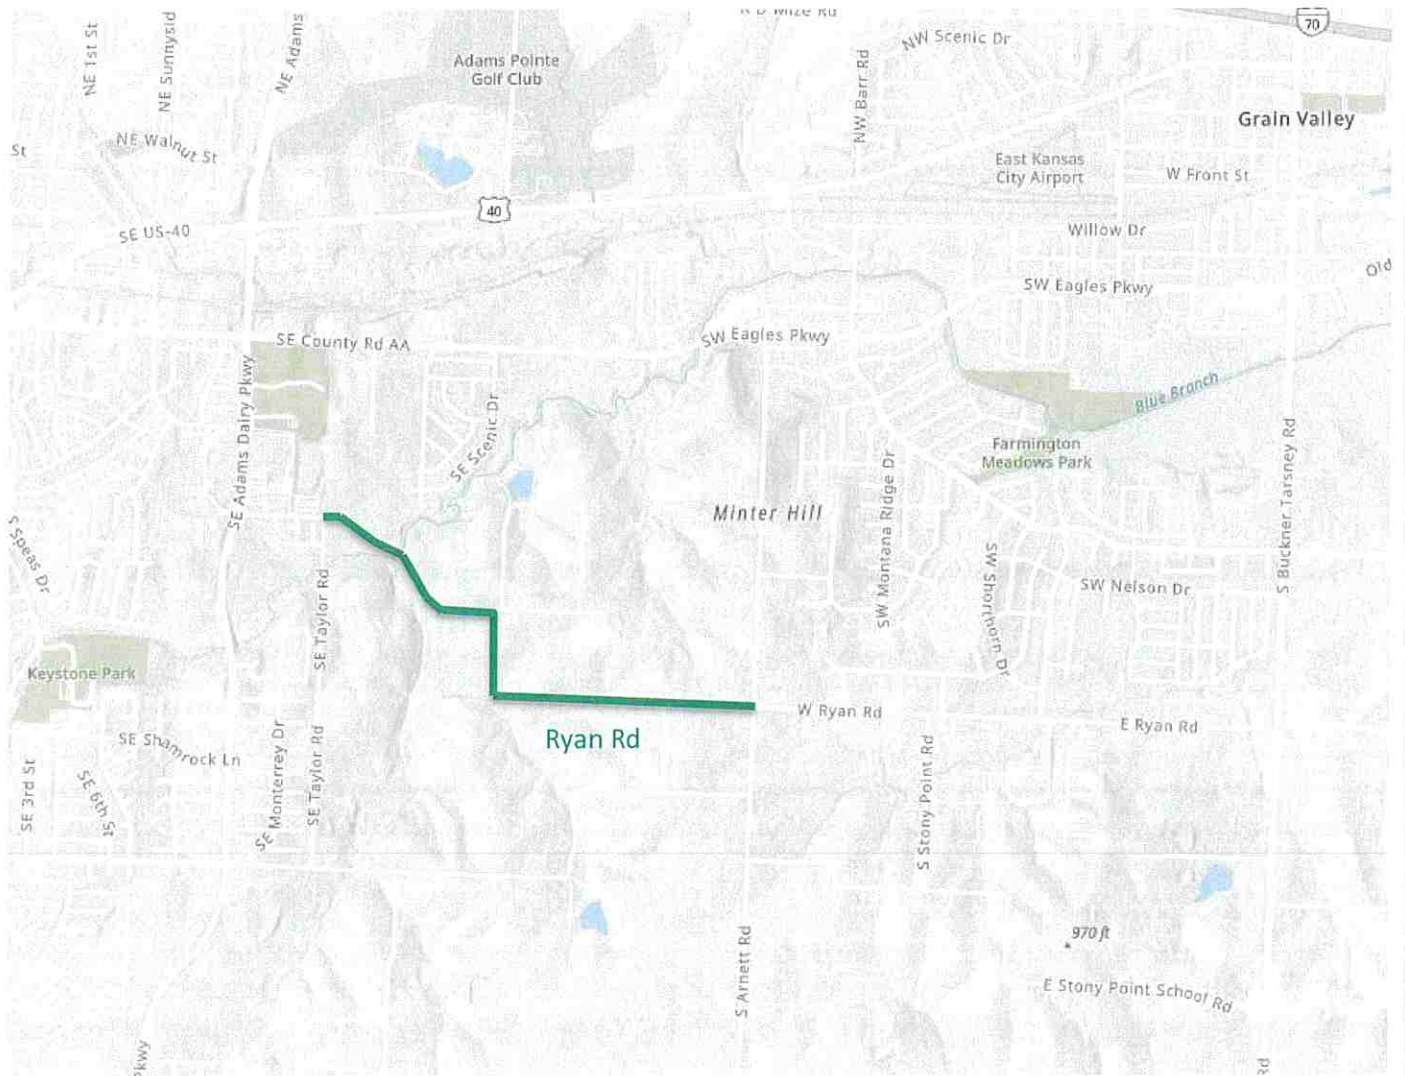 R D Mize Rd
70
NE 1st St
NE Sunnysid
NE Adams
Adams Pointe
Golf Club
NW Scenic Dr
NW Barr Rd
Grain Valley
St
NE Walnut St
East Kansas
City Airport
W Front St
40
SE US-40
Willow Dr
Old
SW Eagles Pkwy
SE County Rd AA
SW Eagles Pkwy
SE Adams Dairy Pkwy
SE Scenic Dr
Blue Branch
Farmington
Meadows Park
S Buckner Tarsney Rd
SW Montana Ridge Dr
Minter Hill
S Speas Dr
SE Taylor Rd
SW Shorthorn Dr
SW Nelson Dr
Keystone Park
W Ryan Rd
E Ryan Rd
Ryan Rd
SE Shamrock Ln
SE Monterrey Dr
SE Taylor Rd
SE 3rd St
SE 6th St
S Stony Point Rd
970 ft
S Arnett Rd
E Stony Point School Rd
Pkwy
Rd